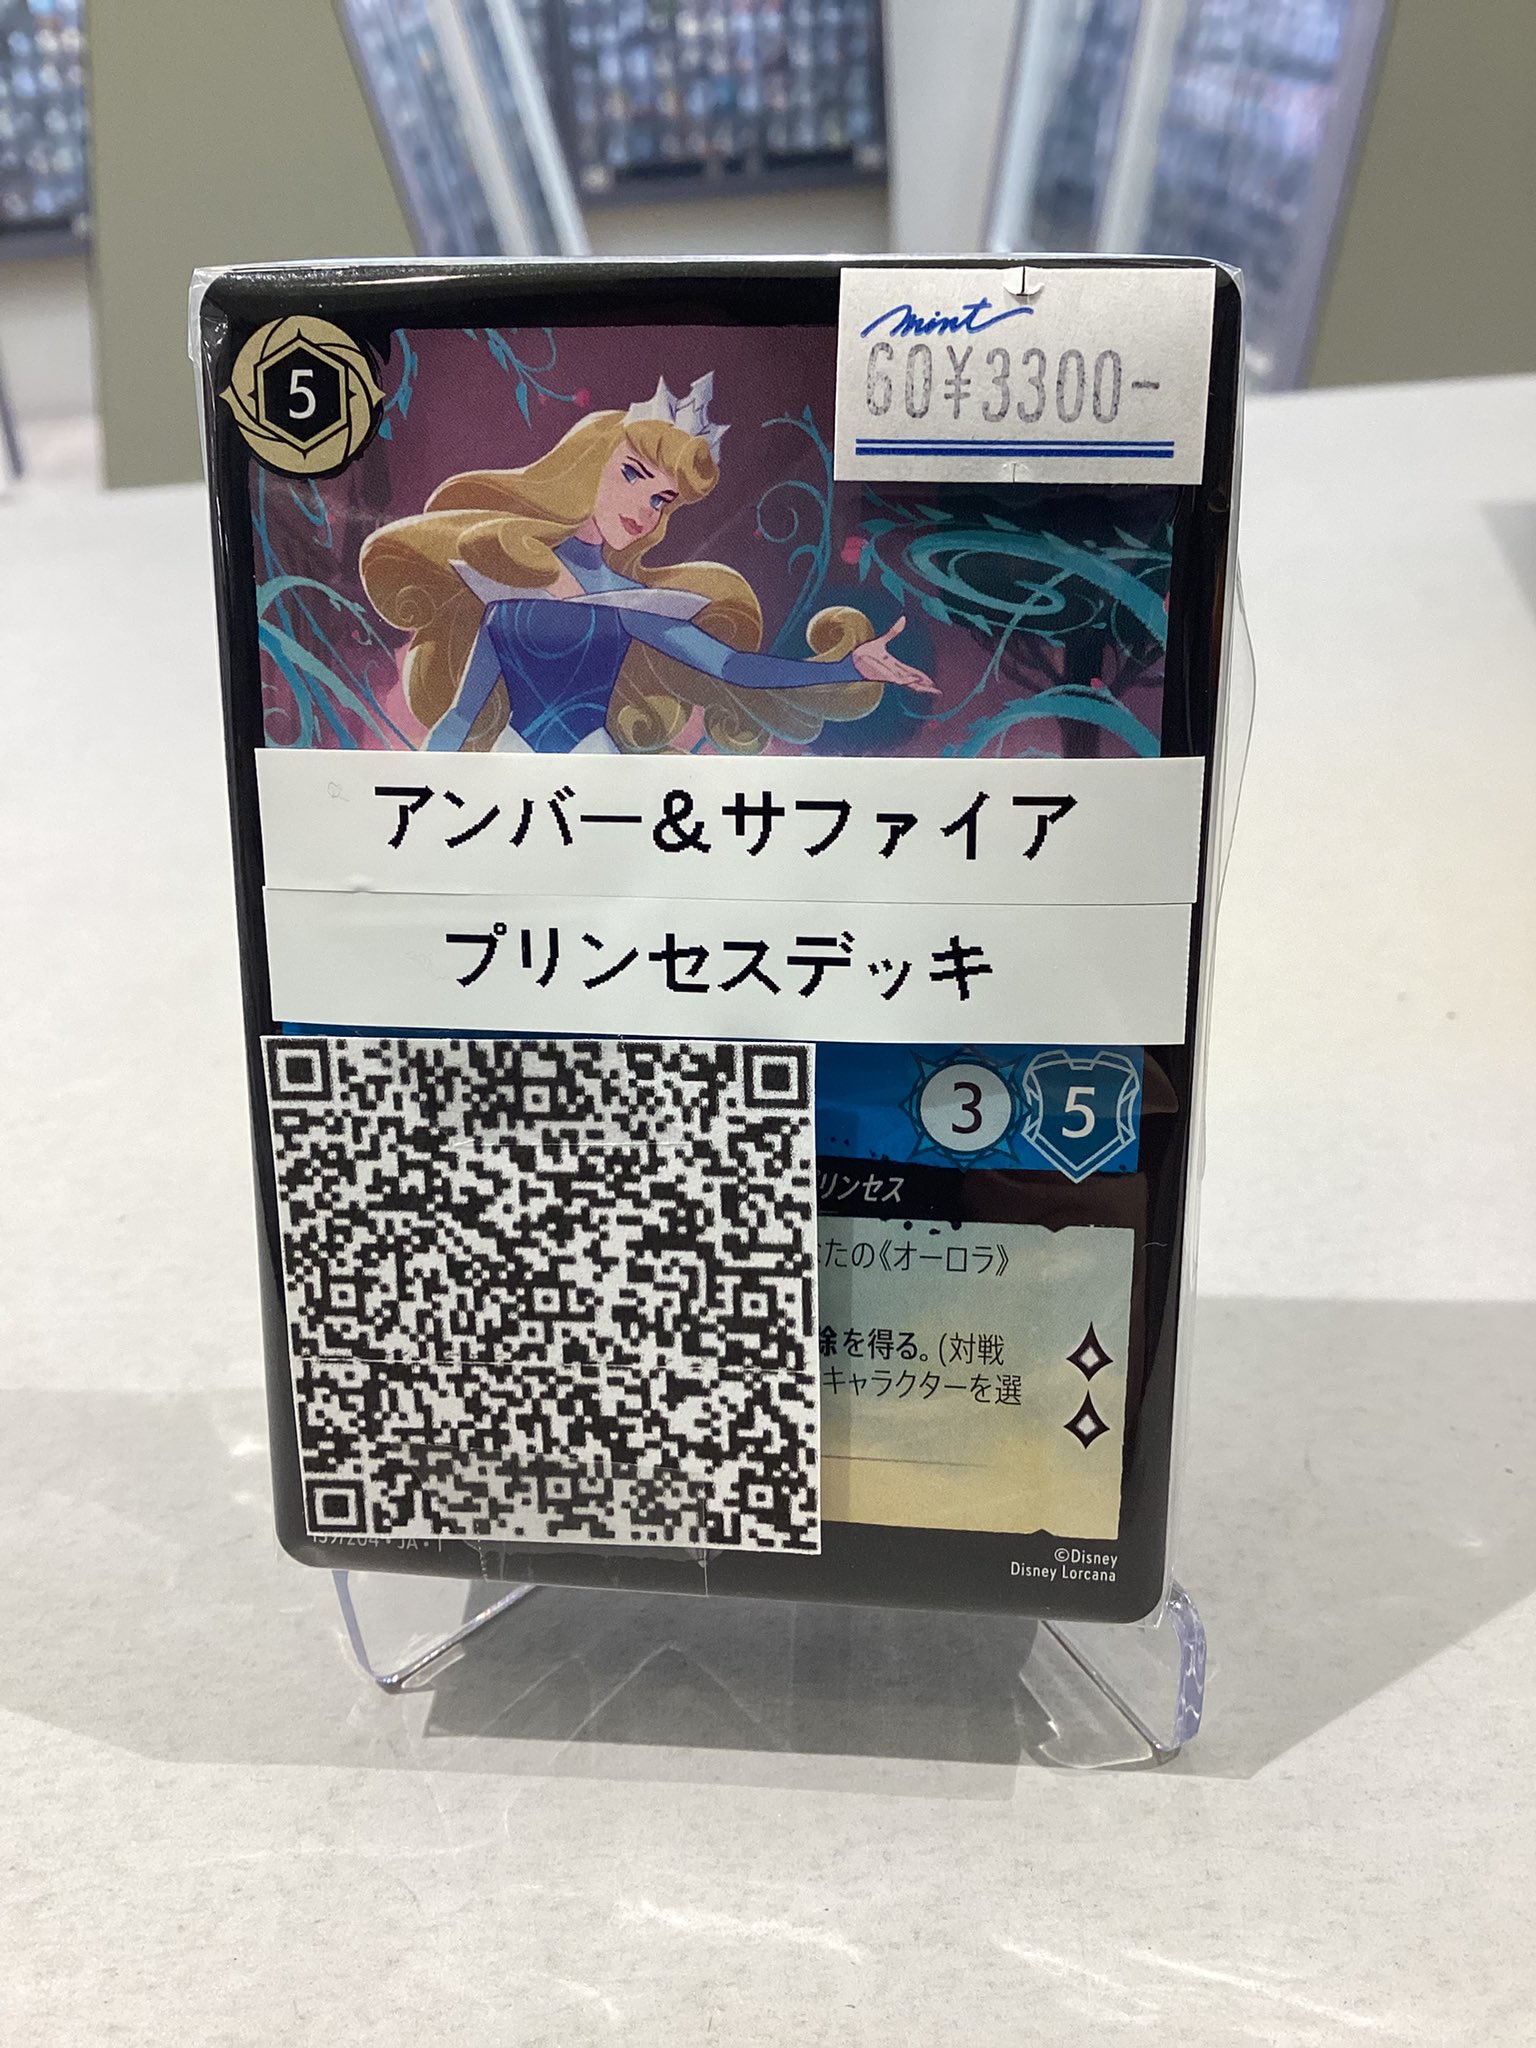 5
mint
60¥3300-
アンバー&サファイア
プリンセスデッキ
3 5
リンセス
たの《オーロラ》
除を得る。(対戦
キャラクターを選
©Disney
Disney Lorcana